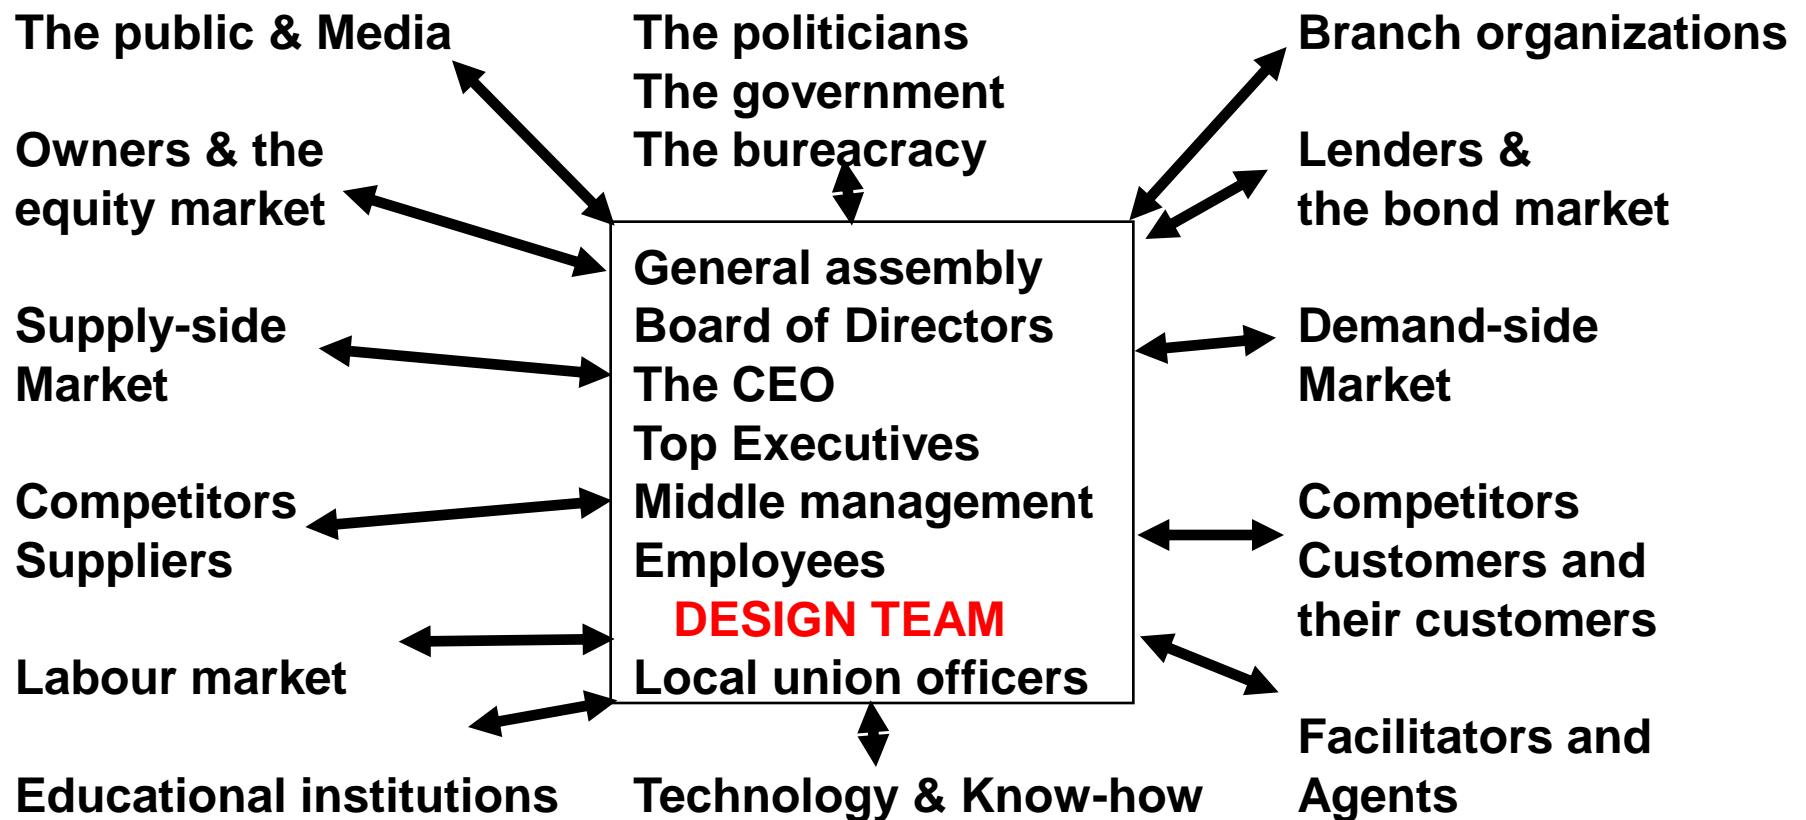 The public & Media
Owners & the
equity market
Supply-side
Market
Competitors
Suppliers
Labour market
Educational institutions
The politicians
The government
The bureacracy
General assembly
Board of Directors
The CEO
Top Executives
Middle management
Employees
DESIGN TEAM
Local union officers
Technology & Know-how
Branch organizations
Lenders &
the bond market
Demand-side
Market
Competitors
Customers and
their customers
Facilitators and
Agents